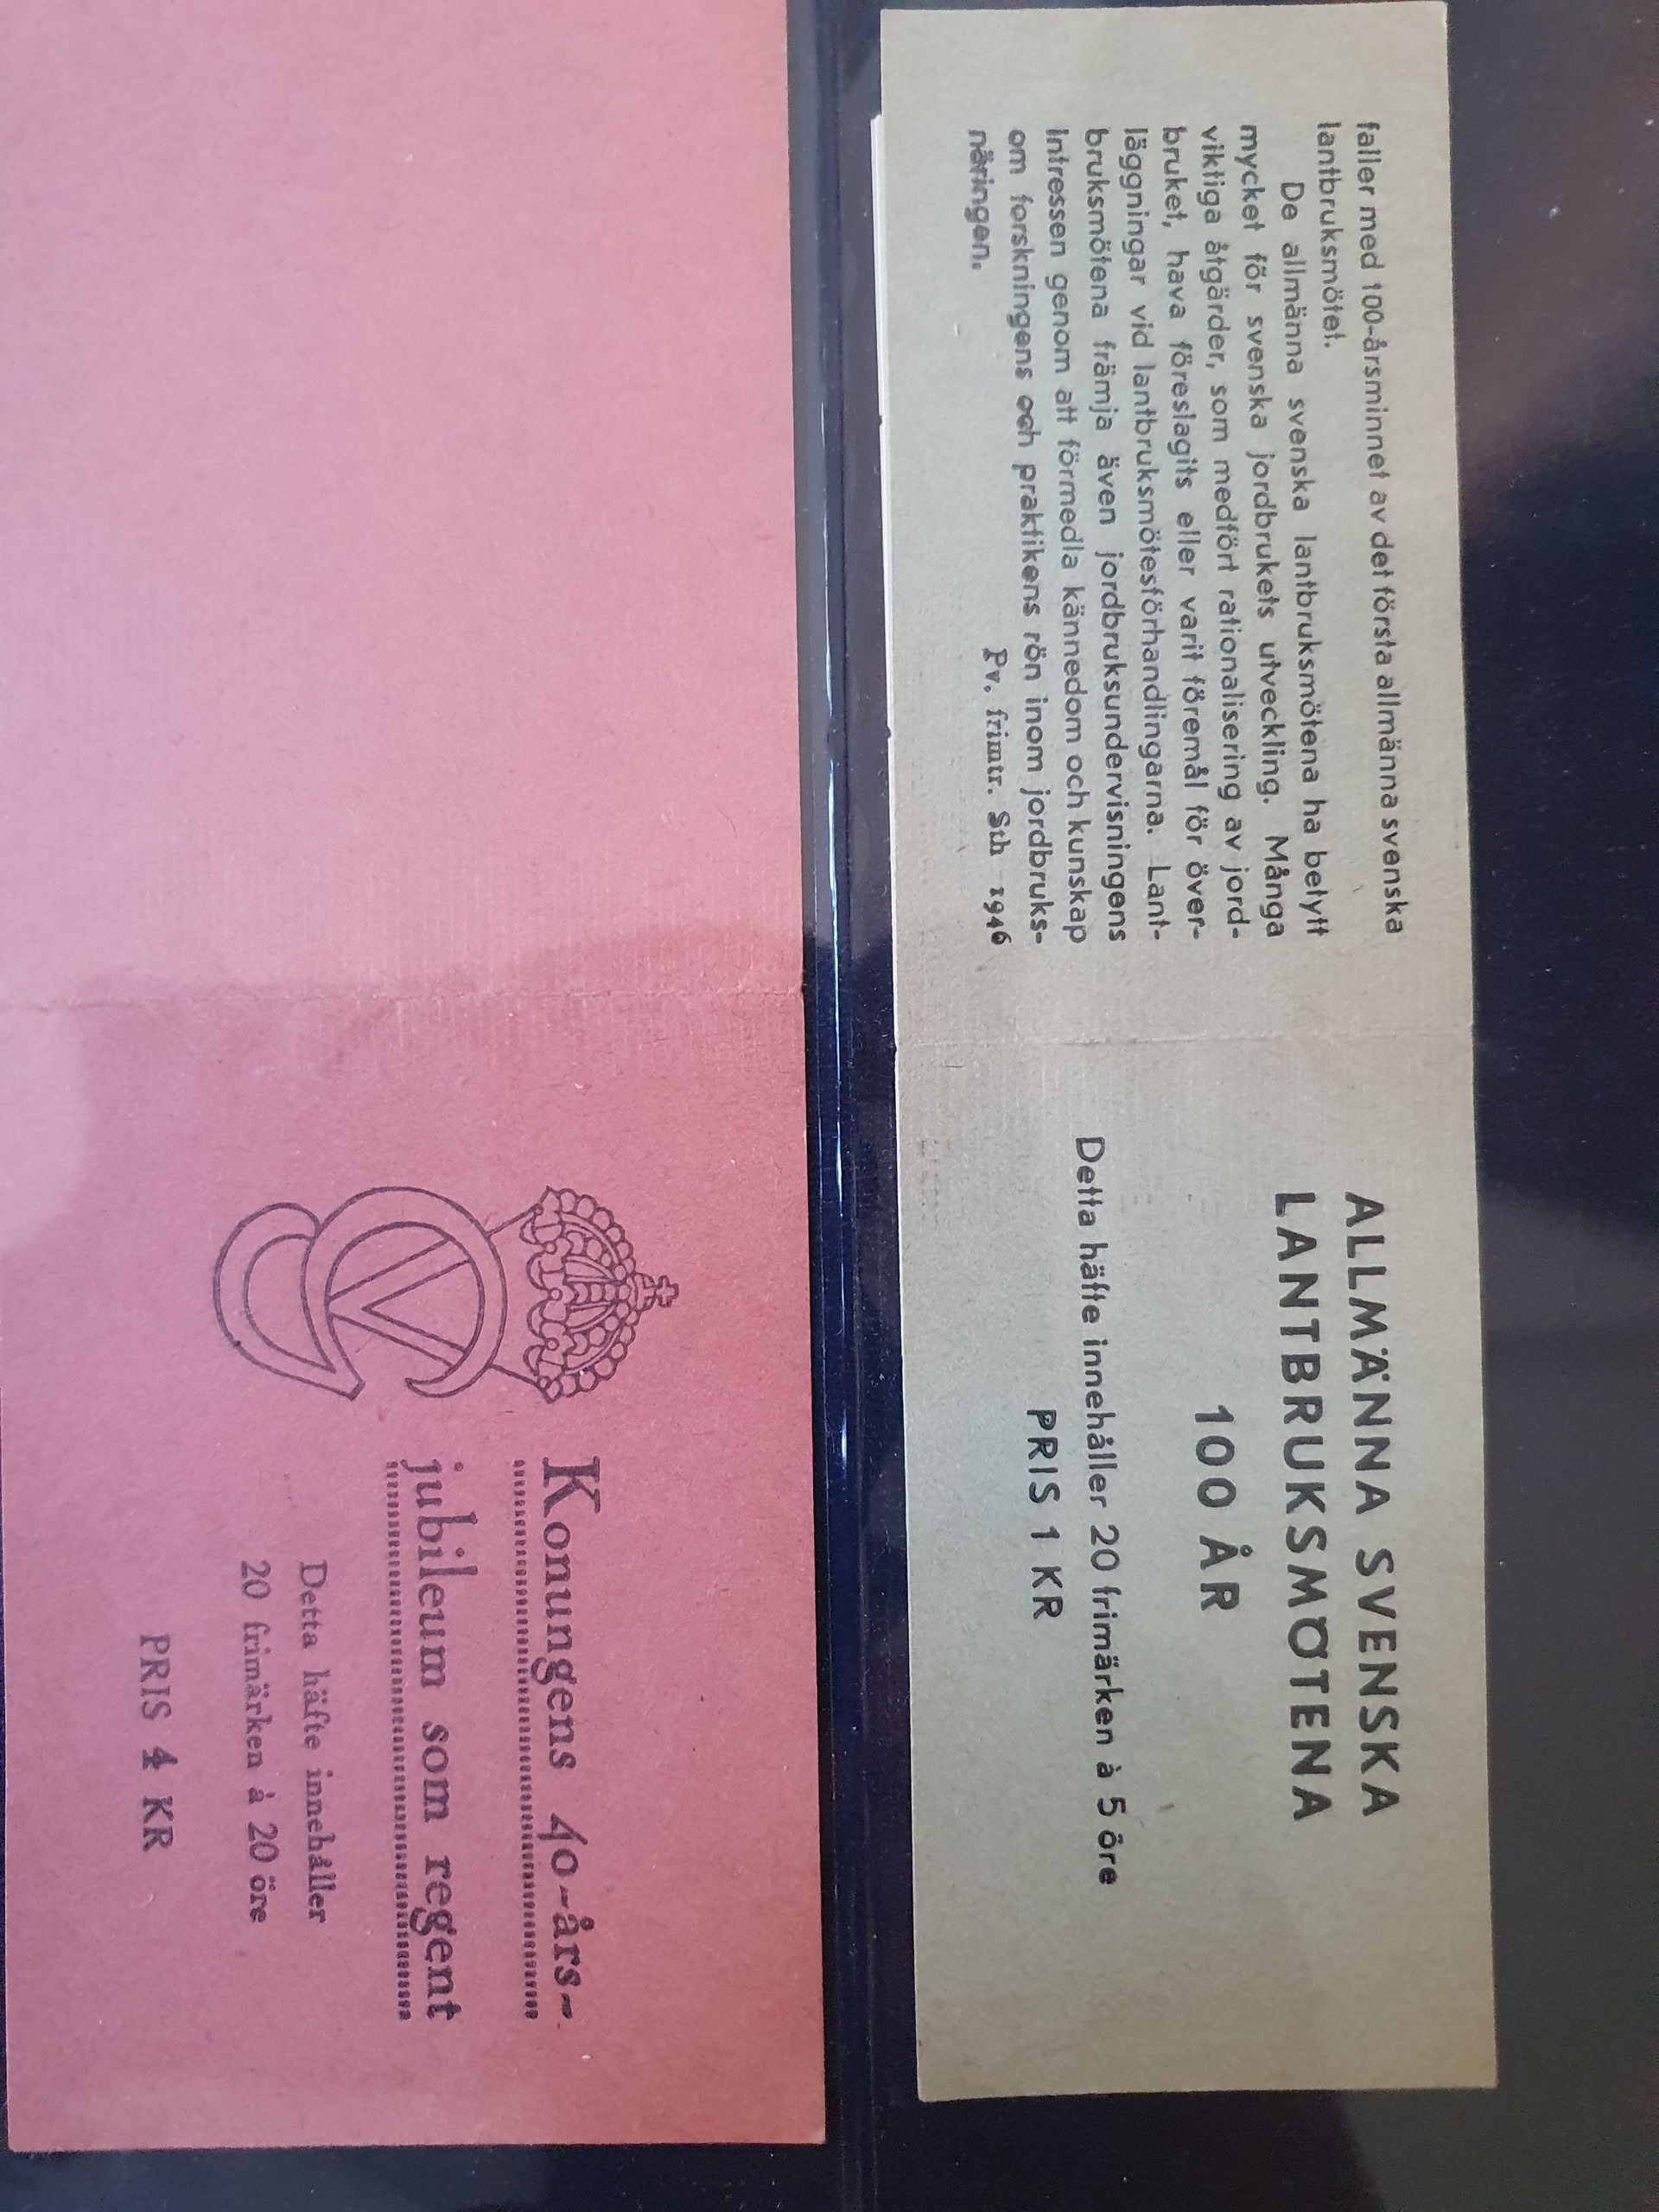 faller med 100-årsminnet av det första allmänna svenska
lantbruksmötet.
De allmänna svenska lantbruksmötena ha betytt
mycket för svenska jordbrukets utveckling. Många
viktiga åtgärder, som medfört rationalisering av jord-
bruket, hava föreslagits eller varit föremål för över-
läggningar vid lantbruksmötesförhandlingarna. Lant-
bruksmötena främja även jordbruksundervisningens
intressen genom att förmedla kännedom och kunskap
om forskningens och praktikens rön inom jordbruks-
näringen.
Pv. frimtr. Sth 1946
ALLMÄNNA SVENSKA
LANTBRUKSMÖTENA
100 ÅR
Detta häfte innehåller 20 frimärken à 5 öre
PRIS 1 KR
Konungens 40-års-
jubileum som regent
Detta häfte innehåller
20 frimärken à 20 öre
PRIS 4 KR